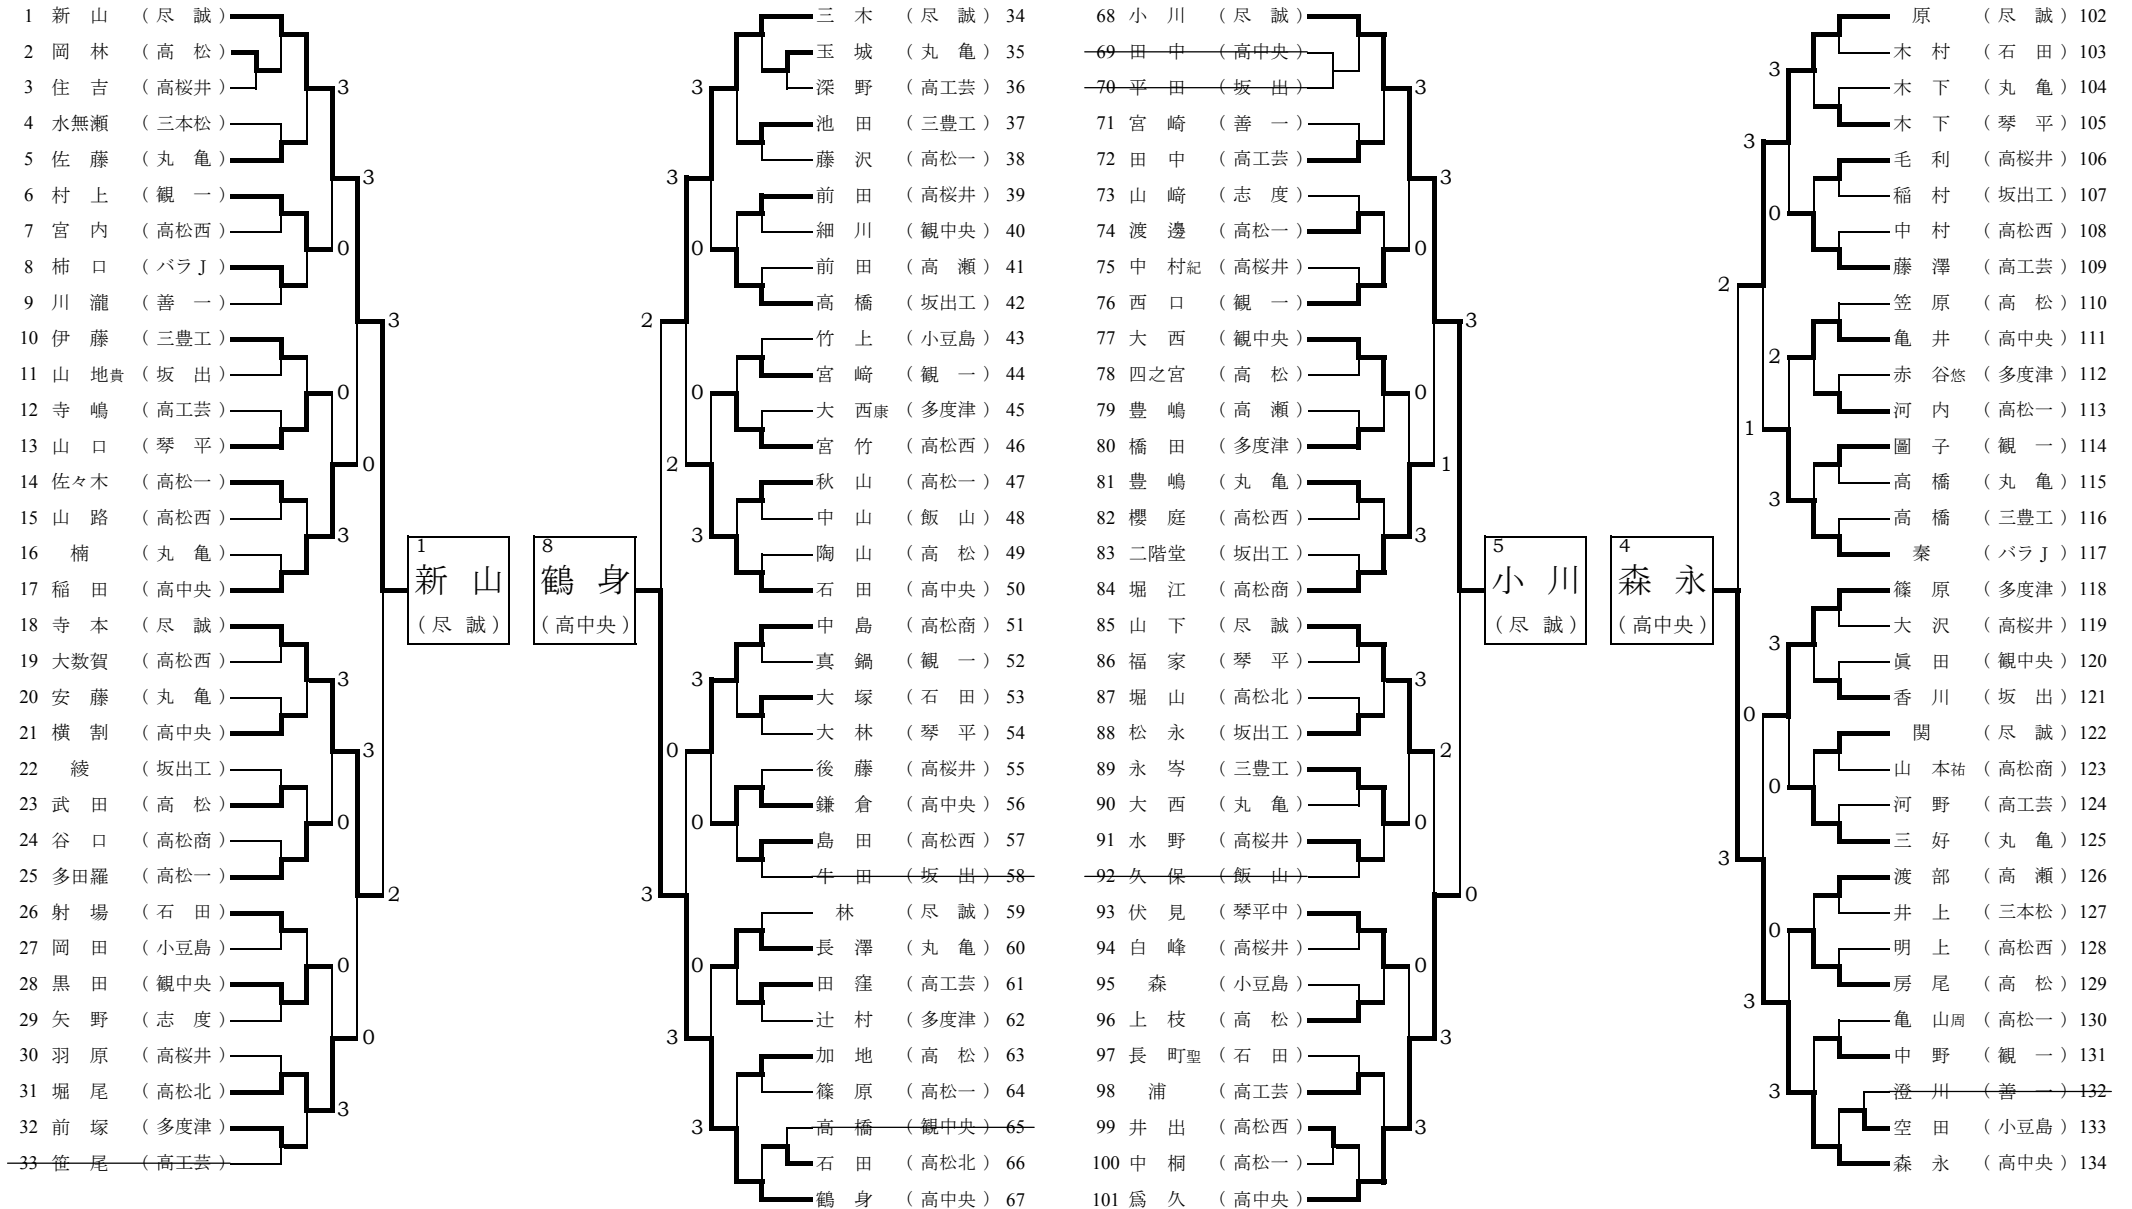 1 新山 （尽誠）
2 岡林 （高松）
3 住吉 （高桜井）
4 水無瀬 （三本松）
5 佐藤 （丸亀）
6 村上 （観一）
7 宮内 （高松西）
8 柿口 （バラＪ）
9 川瀧 （善一）
10 伊藤 （三豊工）
11 山地貴 （坂出）
12 寺嶋 （高工芸）
13 山口 （琴平）
14 佐々木 （高松一）
15 山路 （高松西）
16 楠 （丸亀）
17 稲田 （高中央）
18 寺本 （尽誠）
19 大数賀 （高松西）
20 安藤 （丸亀）
21 横割 （高中央）
22 綾 （坂出工）
23 武田 （高松）
24 谷口 （高松商）
25 多田羅 （高松一）
26 射場 （石田）
27 岡田 （小豆島）
28 黒田 （観中央）
29 矢野 （志度）
30 羽原 （高桜井）
31 堀尾 （高松北）
32 前塚 （多度津）
33 笹尾 （高工芸）
3
0
0
3
3
0
0
3
3
0
3
0
3
2
1
新山
（尽誠）
8
鶴身
（高中央）
3
0
0
3
3
0
0
3
3
2
0
3
2
3
三木 （尽誠） 34
玉城 （丸亀） 35
深野 （高工芸） 36
池田 （三豊工） 37
藤沢 （高松一） 38
前田 （高桜井） 39
細川 （観中央） 40
前田 （高瀬） 41
高橋 （坂出工） 42
竹上 （小豆島） 43
宮﨑 （観一） 44
大西康 （多度津） 45
宮竹 （高松西） 46
秋山 （高松一） 47
中山 （飯山） 48
陶山 （高松） 49
石田 （高中央） 50
中島 （高松商） 51
真鍋 （観一） 52
大塚 （石田） 53
大林 （琴平） 54
後藤 （高桜井） 55
鎌倉 （高中央） 56
島田 （高松西） 57
牛田 （坂出） 58
林 （尽誠） 59
長澤 （丸亀） 60
田窪 （高工芸） 61
辻村 （多度津） 62
加地 （高松） 63
篠原 （高松一） 64
高橋 （観中央） 65
石田 （高松北） 66
鶴身 （高中央） 67
68 小川 （尽誠）
69 田中 （高中央）
70 平田 （坂出）
71 宮崎 （善一）
72 田中 （高工芸）
73 山﨑 （志度）
74 渡邊 （高松一）
75 中村紀 （高桜井）
76 西口 （観一）
77 大西 （観中央）
78 四之宮 （高松）
79 豊嶋 （高瀬）
80 橋田 （多度津）
81 豊嶋 （丸亀）
82 櫻庭 （高松西）
83 二階堂 （坂出工）
84 堀江 （高松商）
85 山下 （尽誠）
86 福家 （琴平）
87 堀山 （高松北）
88 松永 （坂出工）
89 永岑 （三豊工）
90 大西 （丸亀）
91 水野 （高桜井）
92 久保 （飯山）
93 伏見 （琴平中）
94 白峰 （高桜井）
95 森 （小豆島）
96 上枝 （高松）
97 長町聖 （石田）
98 浦 （高工芸）
99 井出 （高松西）
100 中桐 （高松一）
101 爲久 （高中央）
3
0
0
3
3
0
0
3
3
1
2
3
3
0
5
小川
（尽誠）
4
森永
（高中央）
3
0
2
3
3
0
0
3
3
1
0
3
2
3
原 （尽誠） 102
木村 （石田） 103
木下 （丸亀） 104
木下 （琴平） 105
毛利 （高桜井） 106
稲村 （坂出工） 107
中村 （高松西） 108
藤澤 （高工芸） 109
笠原 （高松） 110
亀井 （高中央） 111
赤谷悠 （多度津） 112
河内 （高松一） 113
圖子 （観一） 114
高橋 （丸亀） 115
高橋 （三豊工） 116
秦 （バラＪ） 117
篠原 （多度津） 118
大沢 （高桜井） 119
眞田 （観中央） 120
香川 （坂出） 121
関 （尽誠） 122
山本祐 （高松商） 123
河野 （高工芸） 124
三好 （丸亀） 125
渡部 （高瀬） 126
井上 （三本松） 127
明上 （高松西） 128
房尾 （高松） 129
亀山周 （高松一） 130
中野 （観一） 131
澄川 （善一） 132
空田 （小豆島） 133
森永 （高中央） 134